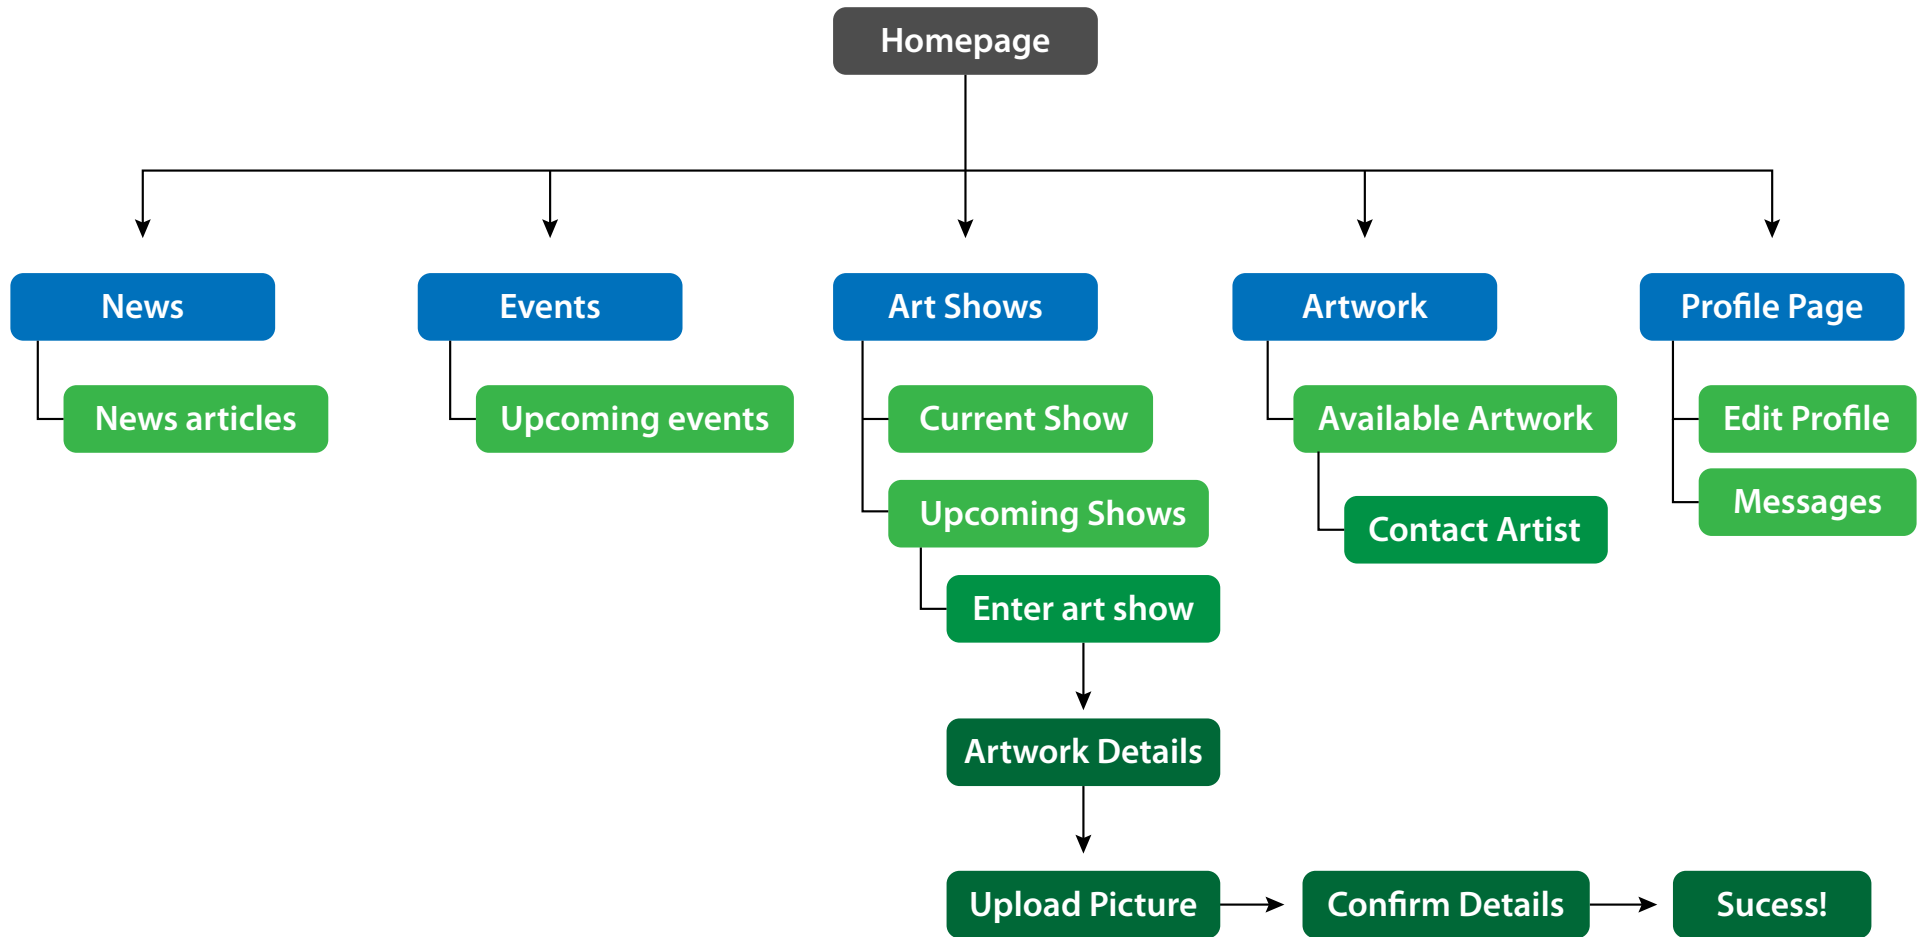 Homepage
News
Events
Art Shows
Artwork
Profile Page
News articles
Upcoming events
Current Show
Available Artwork
Edit Profile
Upcoming Shows
Contact Artist
Messages
Enter art show
Artwork Details
Upload Picture
Confirm Details
Sucess!